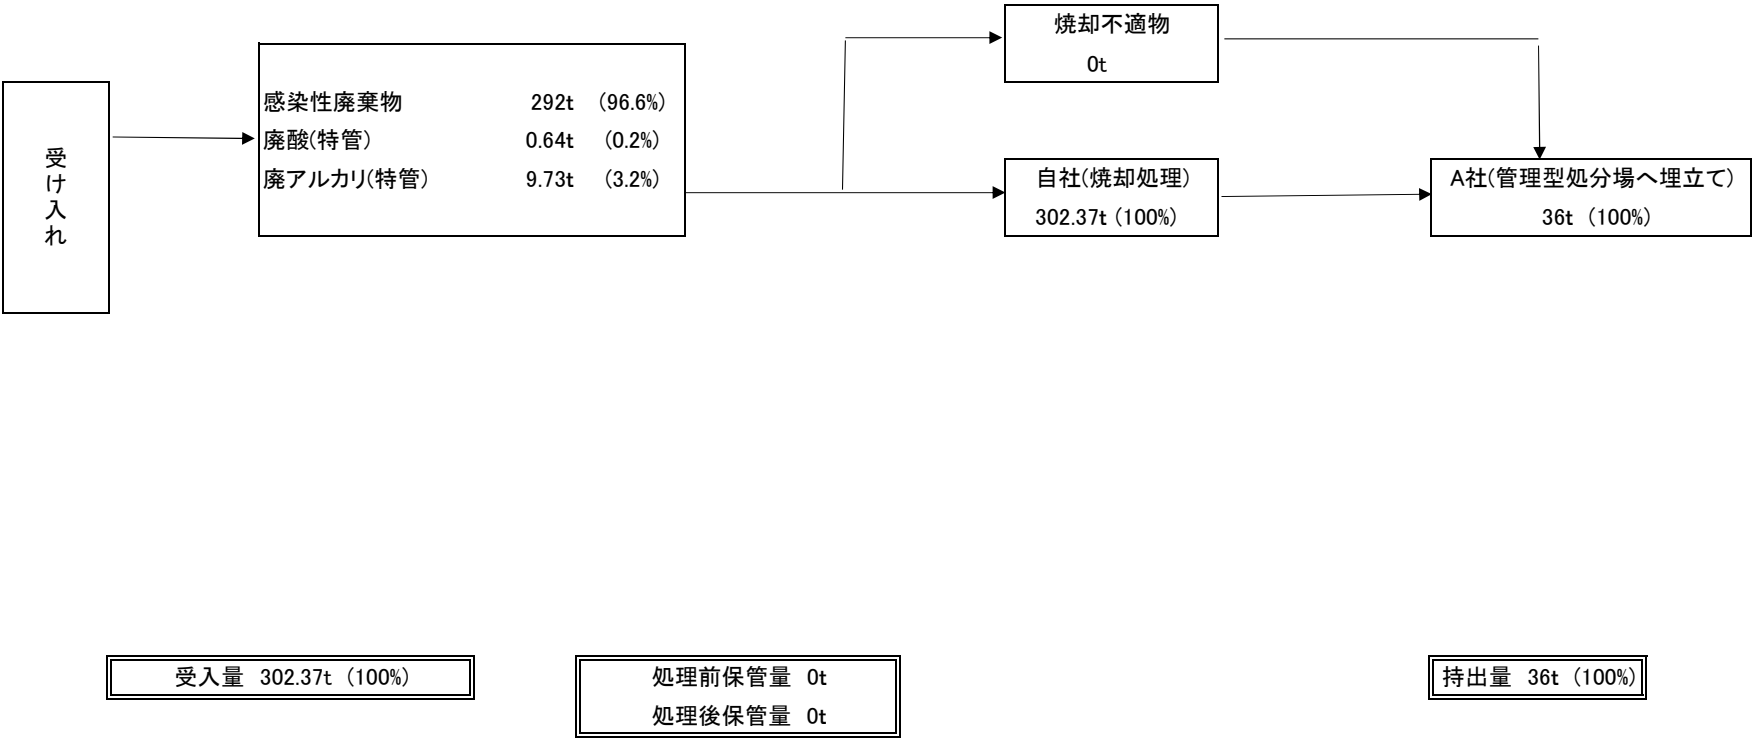 受け入れ
感染性廃棄物 292t (96.6%)
廃酸(特管) 0.64t (0.2%)
廃アルカリ(特管) 9.73t (3.2%)
焼却不適物
0t
自社(焼却処理)
302.37t (100%)
A社(管理型処分場へ埋立て)
36t (100%)
受入量 302.37t (100%)
処理前保管量 0t
処理後保管量 0t
持出量 36t (100%)